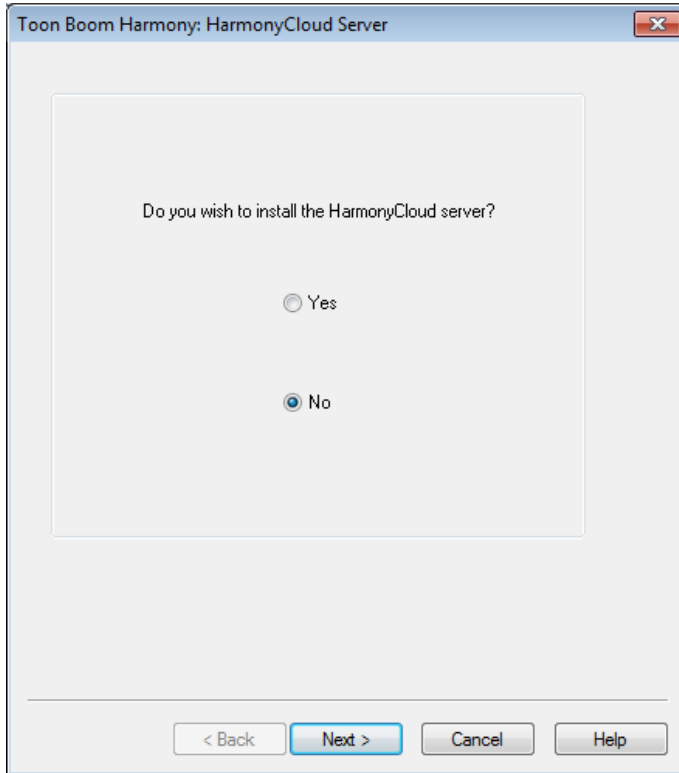 Toon Boom Harmony: HarmonyCloud Server
Do you wish to install the HarmonyCloud server?
Yes
No
< Back
Next >
Cancel
Help